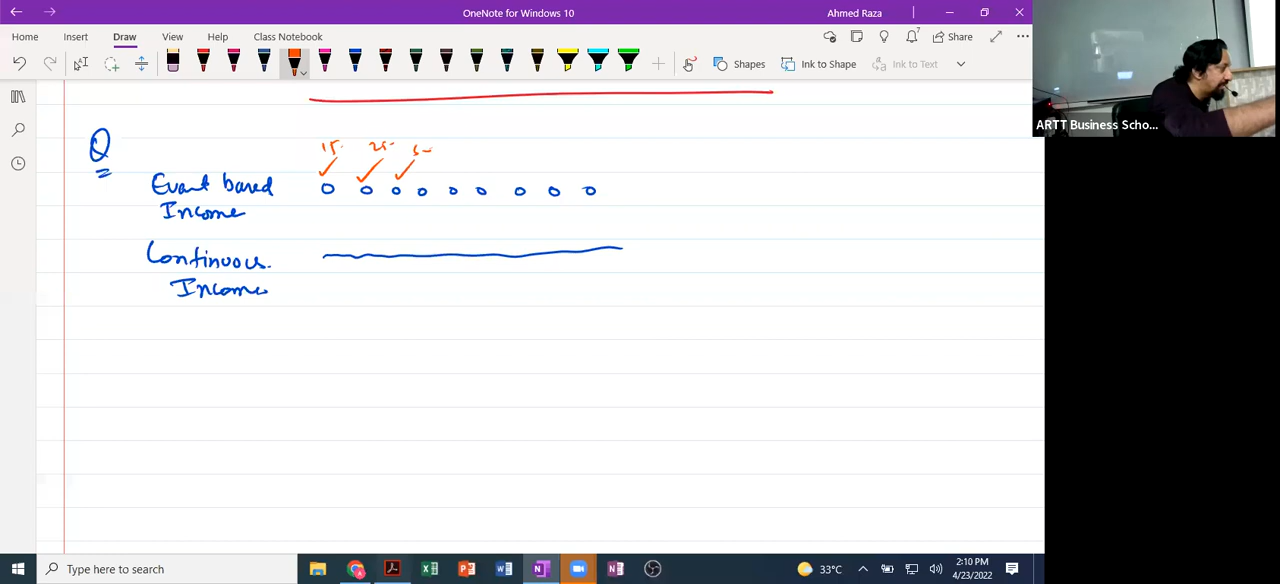 OneNote for Windows 10
Ahmed Raza
Home Insert Draw View Help Class Notebook
Share
Shapes
Ink to Shape
Ink to Text
ARTT Business Scho...
Q
15-
Event based
Income
Continuous
Income
Type here to search
33°C
2:10 PM
4/23/2022